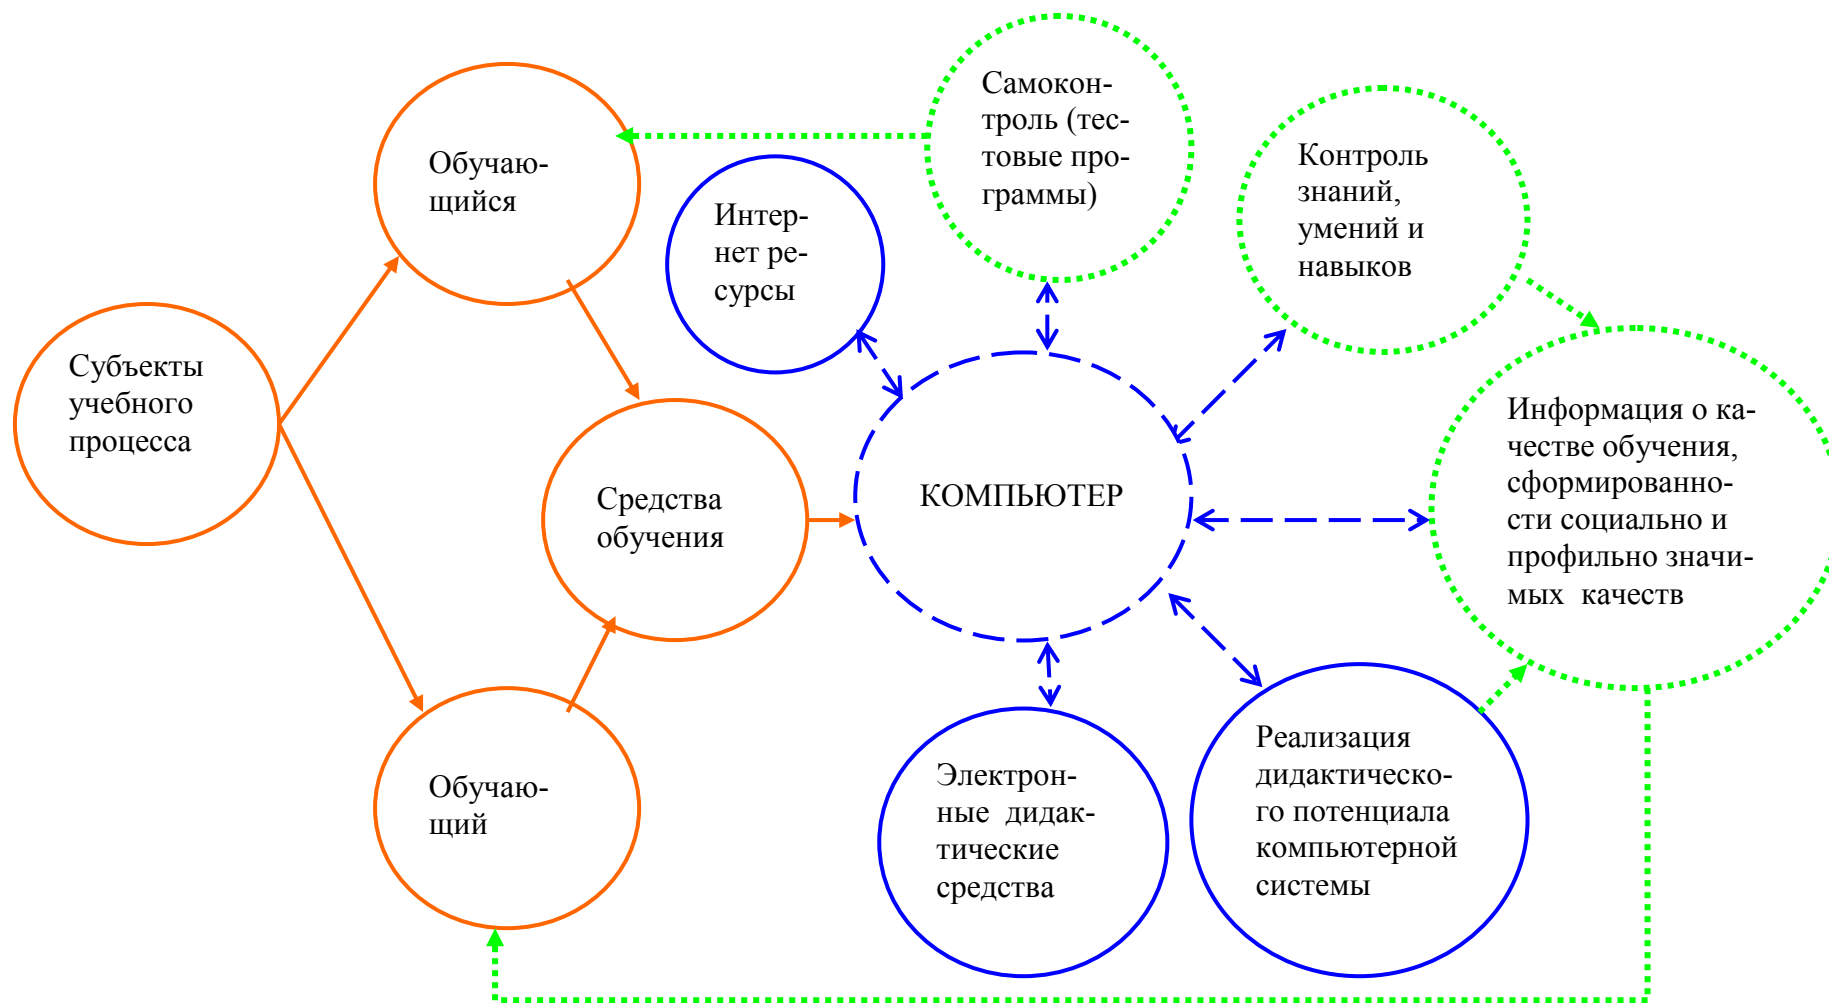 Самокон-
троль (тес-
товые про-
граммы)
Обучаю-
щийся
Контроль
знаний,
умений и
навыков
Интер-
нет ре-
сурсы
Субъекты
учебного
процесса
Информация о ка-
честве обучения,
сформированно-
сти социально и
профильно значи-
мых  качеств
Средства
обучения
КОМПЬЮТЕР
Обучаю-
щий
Электрон-
ные  дидак-
тические
средства
Реализация
дидактическо-
го потенциала
компьютерной
системы